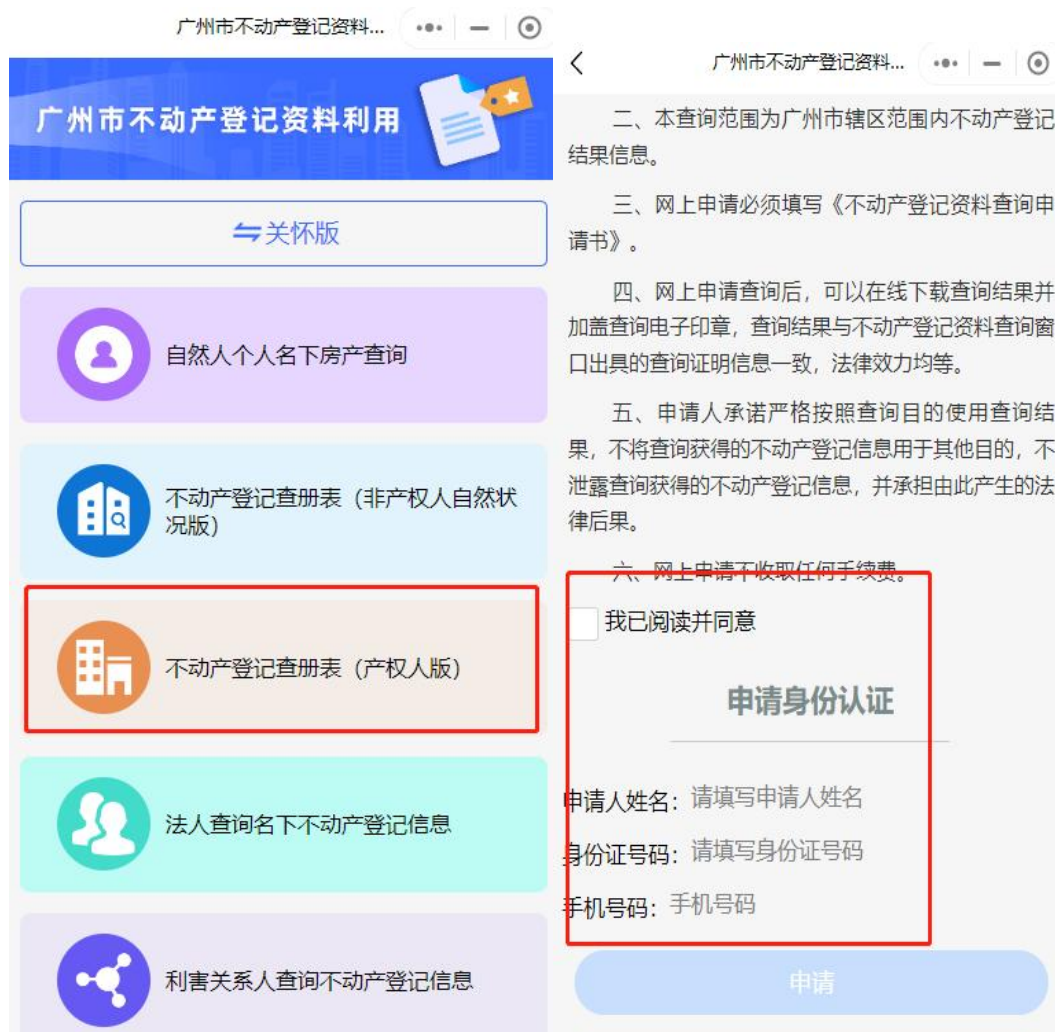 广州市不动产登记资料...
广州市不动产登记资料利用
关怀版
自然人个人名下房产查询
不动产登记查册表（非产权人自然状
况版）
不动产登记查册表（产权人版）
法人查询名下不动产登记信息
利害关系人查询不动产登记信息
广州市不动产登记资料...
二、本查询范围为广州市辖区范围内不动产登记
结果信息。
三、网上申请必须填写《不动产登记资料查询申
请书》。
四、网上申请查询后，可以在线下载查询结果并
加盖查询电子印章，查询结果与不动产登记资料查询窗
口出具的查询证明信息一致，法律效力均等。
五、申请人承诺严格按照查询目的使用查询结
果，不将查询获得的不动产登记信息用于其他目的，不
泄露查询获得的不动产登记信息，并承担由此产生的法
律后果。
六、网上申请不收取任何手续费。
我已阅读并同意
申请身份认证
申请人姓名：请填写申请人姓名
身份证号码：请填写身份证号码
手机号码：手机号码
申请